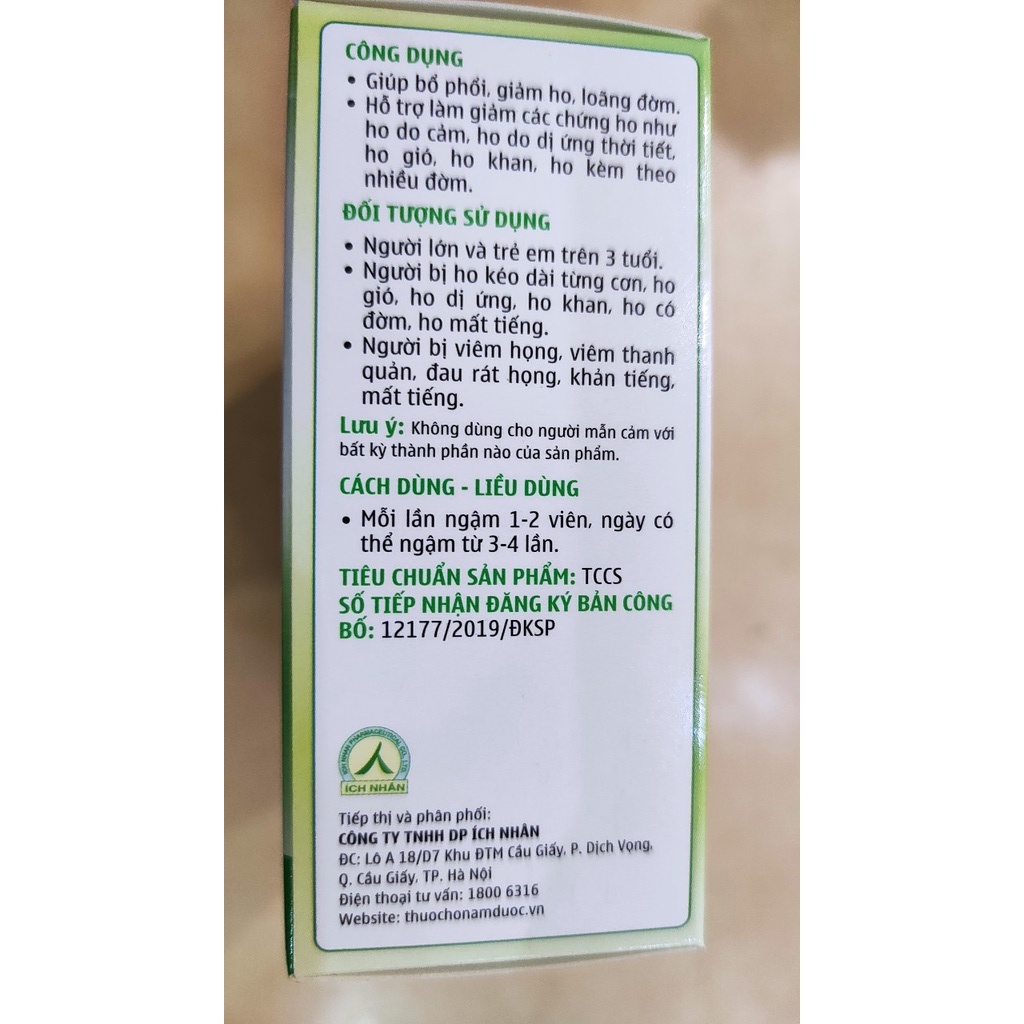 CÔNG DỤNG
• Giúp bổ phổi, giảm ho, loãng đờm.
• Hỗ trợ làm giảm các chứng ho như
ho do cảm, ho do dị ứng thời tiết,
ho gió, ho khan, ho kèm theo
nhiều đờm.
ĐỐI TƯỢNG SỬ DỤNG
• Người lớn và trẻ em trên 3 tuổi.
• Người bị ho kéo dài từng cơn, ho
gió, ho dị ứng, ho khan, ho có
đờm, ho mất tiếng.
• Người bị viêm họng, viêm thanh
quản, đau rát họng, khản tiếng,
mất tiếng.
Lưu ý: Không dùng cho người mẫn cảm với
bất kỳ thành phần nào của sản phẩm.
CÁCH DÙNG - LIỀU DÙNG
• Mỗi lần ngậm 1-2 viên, ngày có
thể ngậm từ 3-4 lần.
TIÊU CHUẨN SẢN PHẨM: TCCS
SỐ TIẾP NHẬN ĐĂNG KÝ BẢN CÔNG
BỐ: 12177/2019/ĐKSP
ICH NHAN PHARMACEUTICAL CO., LTD
ÍCH NHÂN
Tiếp thị và phân phối:
CÔNG TY TNHH DP ÍCH NHÂN
ĐC: Lô A 18/D7 Khu ĐTM Cầu Giấy, P. Dịch Vọng,
Q. Cầu Giấy, TP. Hà Nội
Điện thoại tư vấn: 1800 6316
Website: thuochonamduoc.vn